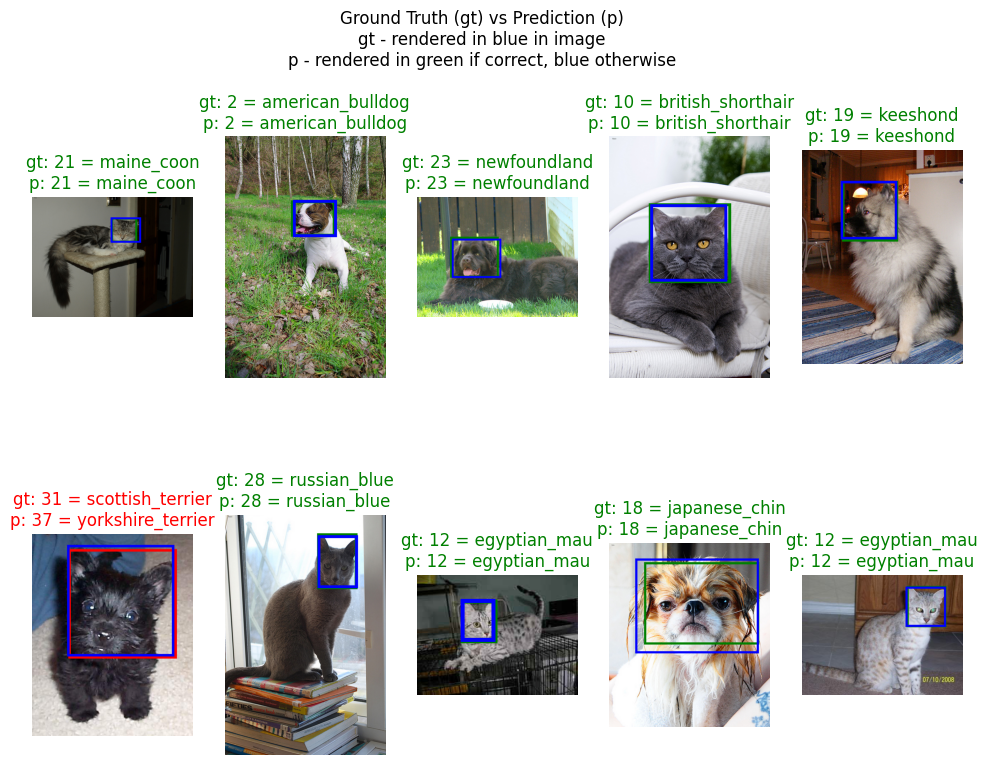 Ground Truth (gt) vs Prediction (p)
gt - rendered in blue in image
p - rendered in green if correct, blue otherwise
gt: 21 = maine_coon
p: 21 = maine_coon
gt: 2 = american_bulldog
p: 2 = american_bulldog
gt: 23 = newfoundland
p: 23 = newfoundland
gt: 10 = british_shorthair
p: 10 = british_shorthair
gt: 19 = keeshond
p: 19 = keeshond
gt: 31 = scottish_terrier
p: 37 = yorkshire_terrier
gt: 28 = russian_blue
p: 28 = russian_blue
gt: 12 = egyptian_mau
p: 12 = egyptian_mau
gt: 18 = japanese_chin
p: 18 = japanese_chin
gt: 12 = egyptian_mau
p: 12 = egyptian_mau
07/10/2008